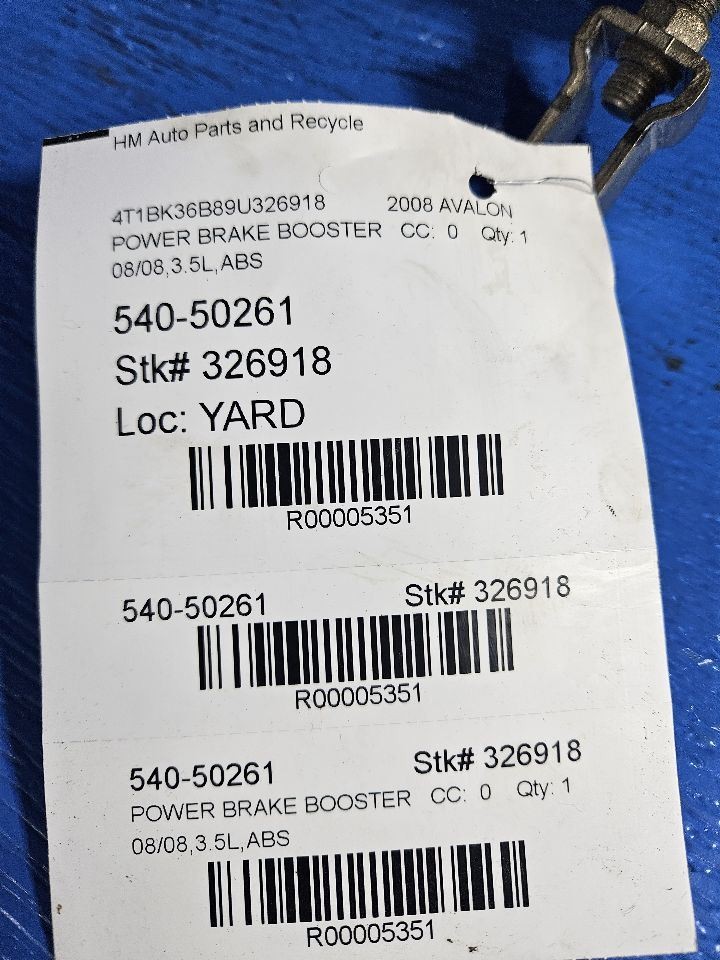 HM Auto Parts and Recycle
4T1BK36B89U326918 2008 AVALON
POWER BRAKE BOOSTER CC: 0 Qty: 1
08/08,3.5L,ABS
540-50261
Stk# 326918
Loc: YARD
R00005351
540-50261 Stk# 326918
R00005351
540-50261 Stk# 326918
POWER BRAKE BOOSTER CC: 0 Qty: 1
08/08,3.5L,ABS
R00005351